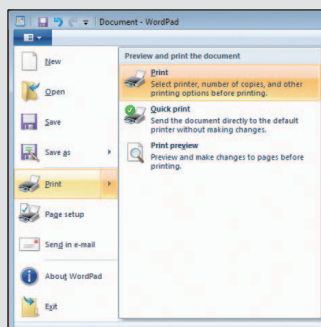 Document - WordPad
New
Open
Save
Save as
Print
Page setup
Send in e-mail
About WordPad
Exit
Preview and print the document
Print
Select printer, number of copies, and other
printing options before printing.
Quick print
Send the document directly to the default
printer without making changes.
Print preview
Preview and make changes to pages before
printing.